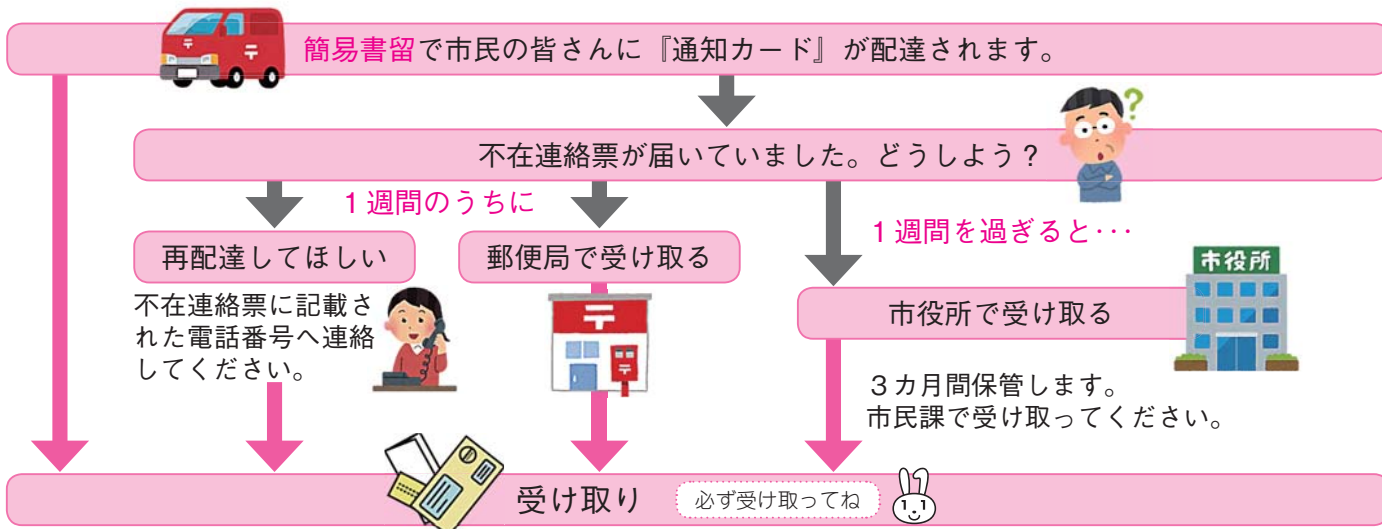 簡易書留で市民の皆さんに『通知カード』が配達されます。
不在連絡票が届いていました。どうしよう?
1週間のうちに
1週間を過ぎると･･･
再配達してほしい
郵便局で受け取る
不在連絡票に記載さ
れた電話番号へ連絡
してください。
市役所
市役所で受け取る
3カ月間保管します。
市民課で受け取ってください。
受け取り
必ず受け取ってね